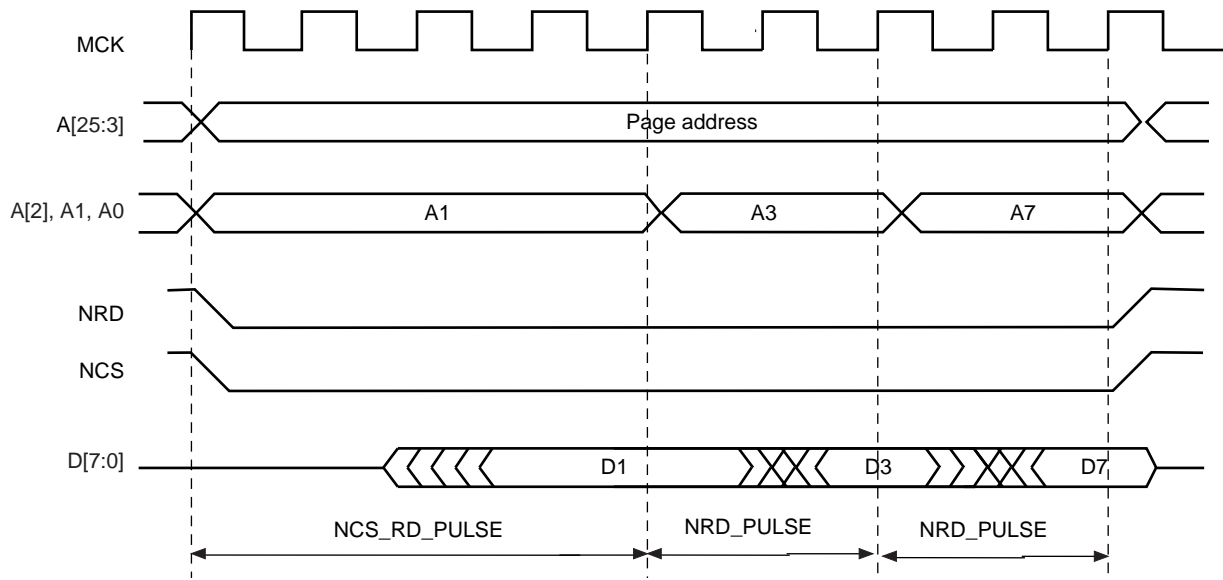 MCK
A[25:3]
Page address
A[2], A1, A0
A1
A3
A7
NRD
NCS
D[7:0]
D1
D3
D7
NCS_RD_PULSE
NRD_PULSE
NRD_PULSE